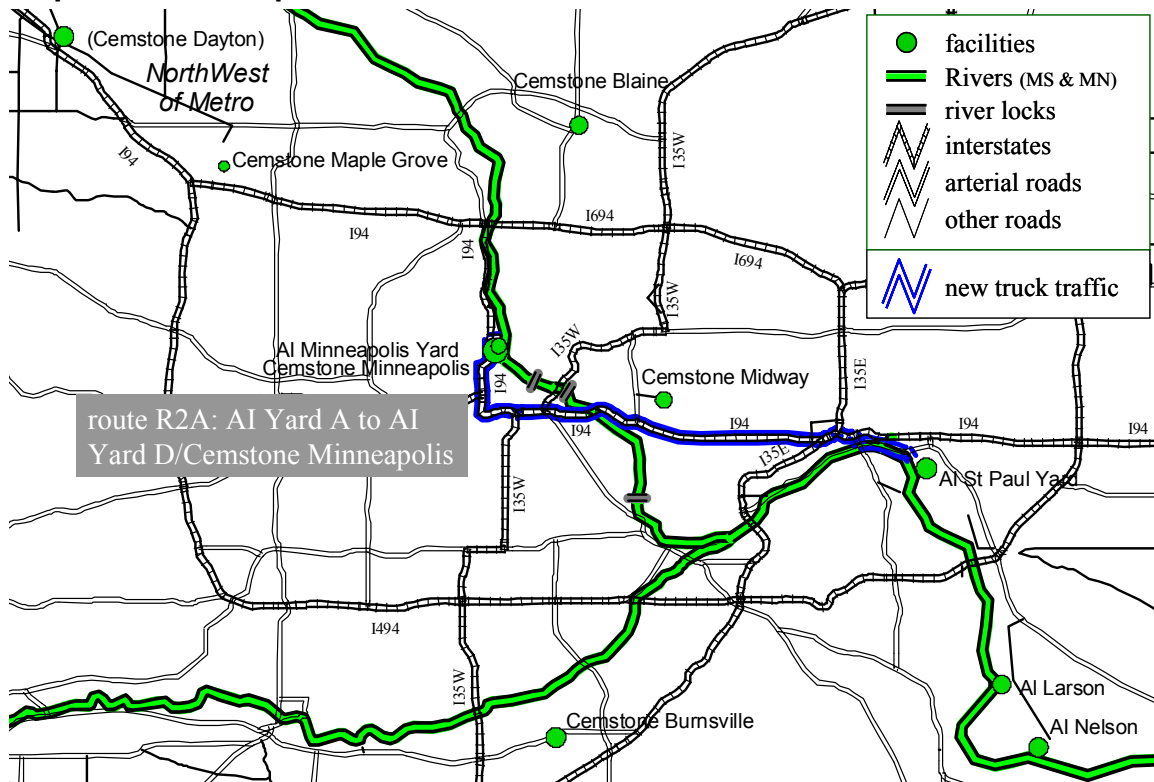 (Cemstone Dayton)
NorthWest
of Metro
Cemstone Blaine
I94
Cemstone Maple Grove
I35W
I694
I94
I94
I694
I35W
I35W
AI Minneapolis Yard
Cemstone Minneapolis
I94
Cemstone Midway
I35E
route R2A: AI Yard A to AI
Yard D/Cemstone Minneapolis
I94
I94
I94
I94
I35E
AI St Paul Yard
I35W
I494
I35W
AI Larson
Cemstone Burnsville
AI Nelson
facilities
Rivers (MS & MN)
river locks
interstates
arterial roads
other roads
new truck traffic